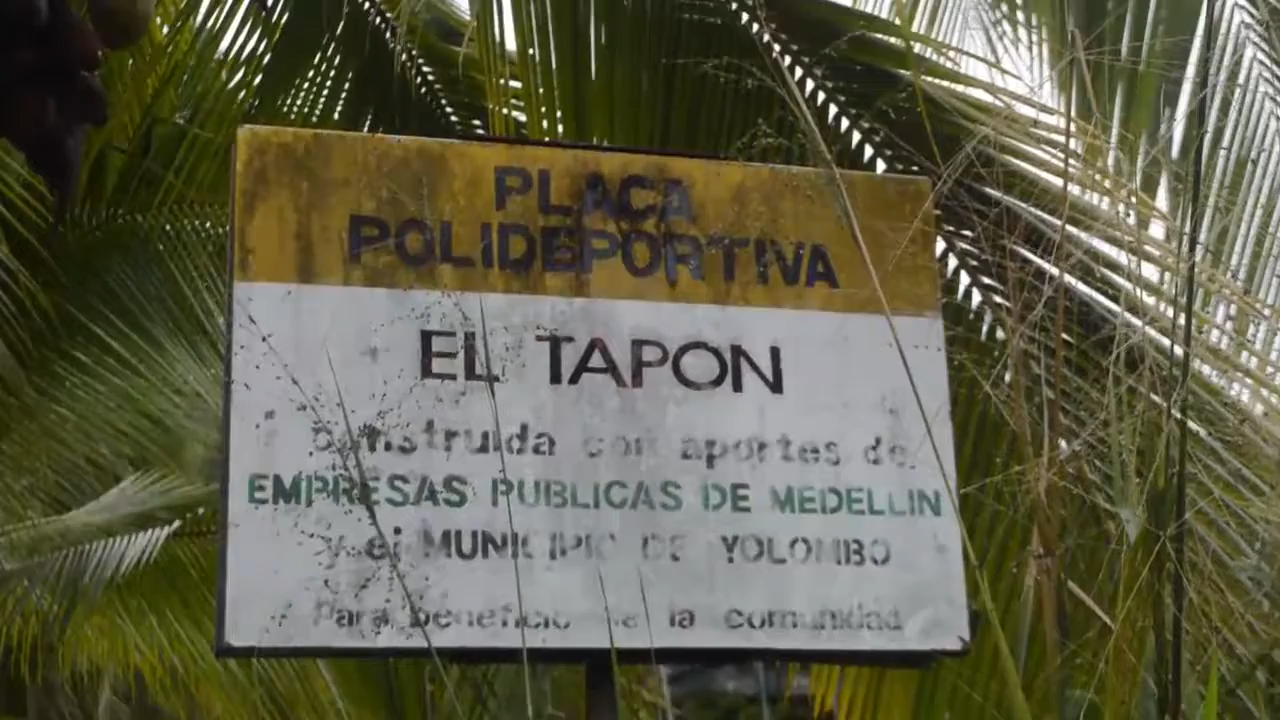 PLACA
POLIDEPORTIVA
EL TAPON
construida con aportes de
EMPRESAS PUBLICAS DE MEDELLIN
y el MUNICIPIO DE YOLOMBO
Para beneficio de la comunidad